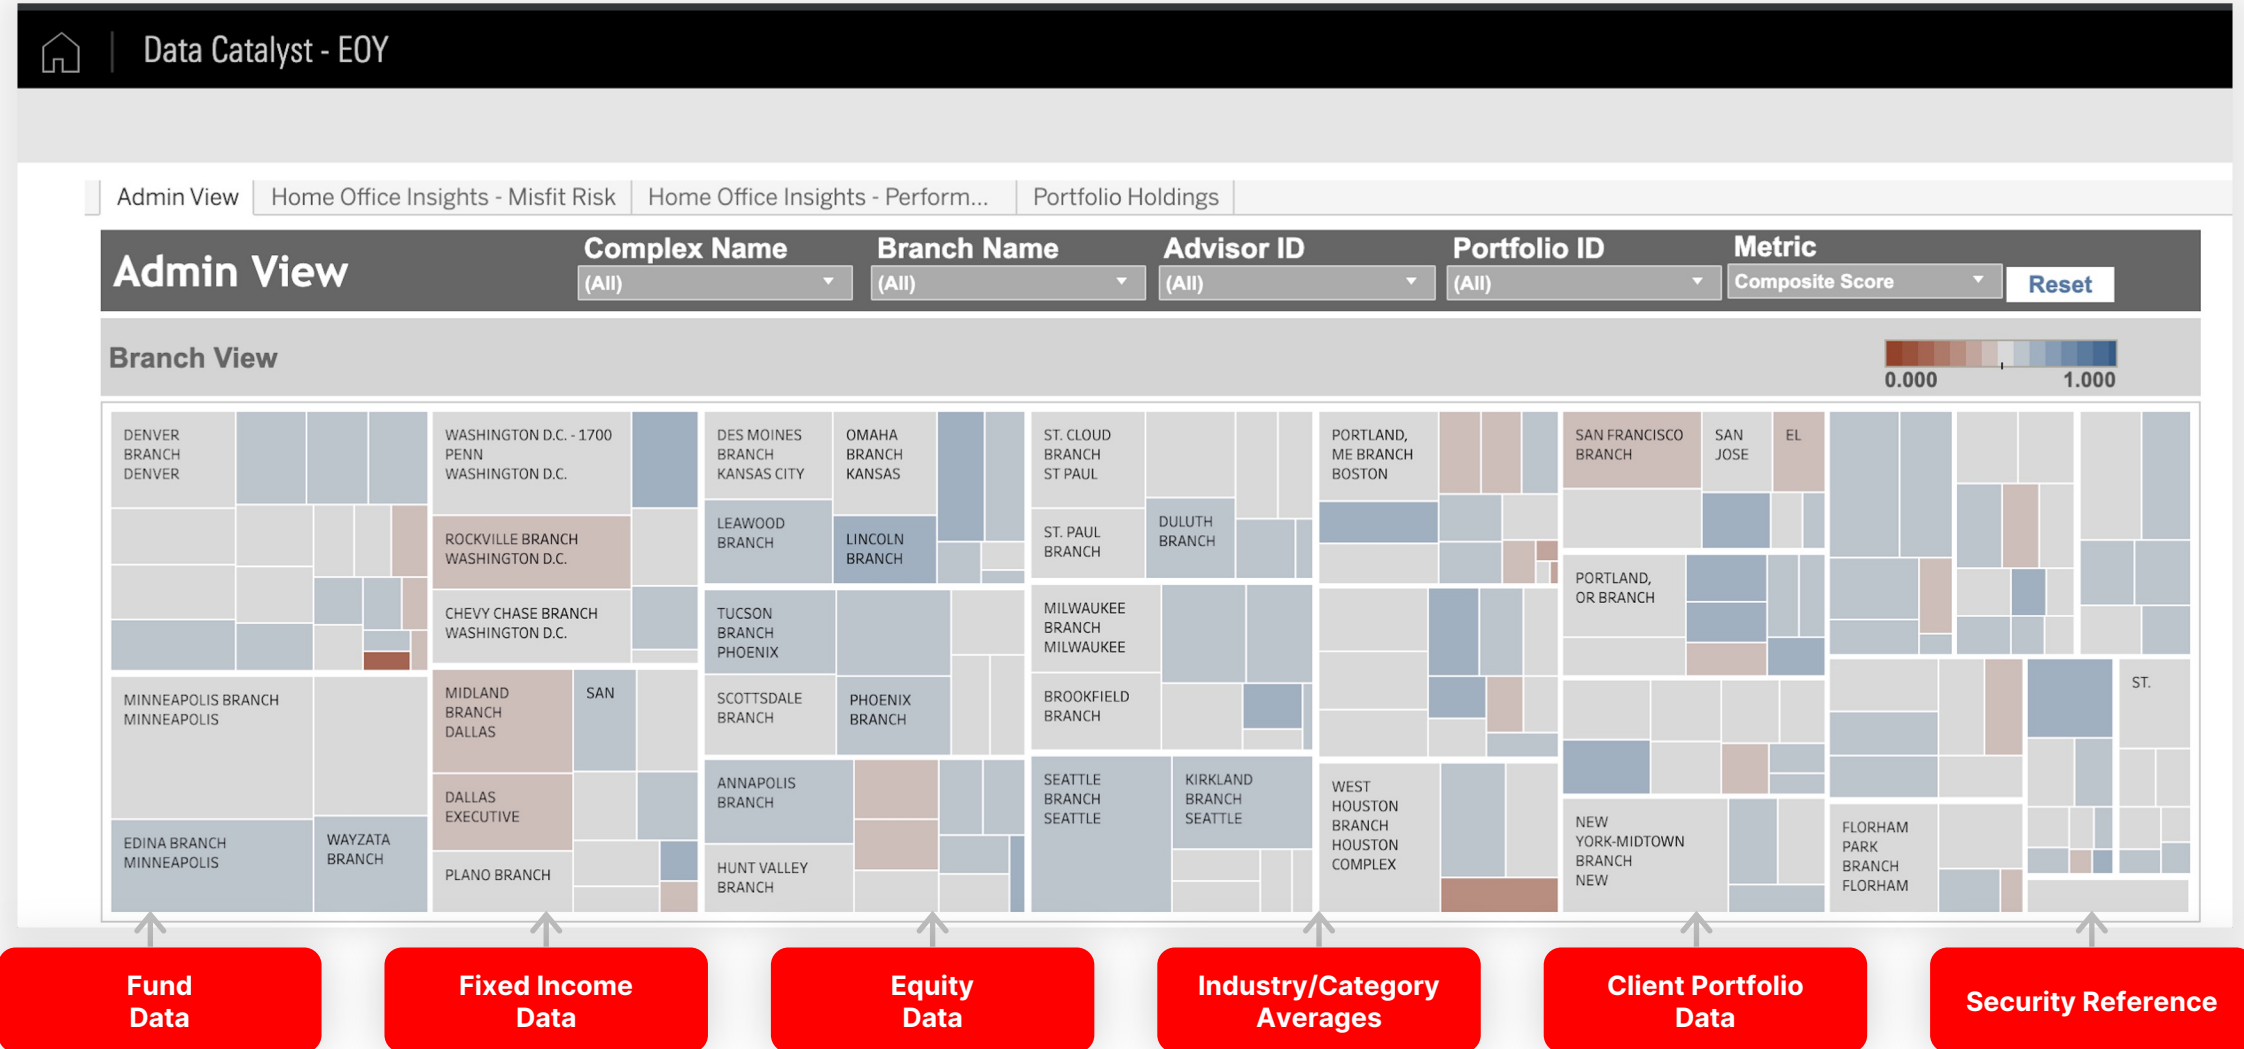 Data Catalyst - EOY
Admin View
Home Office Insights - Misfit Risk
Home Office Insights - Perform...
Portfolio Holdings
Admin View
Complex Name
(All)
Branch Name
(All)
Advisor ID
(All)
Portfolio ID
(All)
Metric
Composite Score
Reset
Branch View
0.000
1.000
DENVER
BRANCH
DENVER
MINNEAPOLIS BRANCH
MINNEAPOLIS
EDINA BRANCH
MINNEAPOLIS
WAYZATA
BRANCH
WASHINGTON D.C. - 1700
PENN
WASHINGTON D.C.
ROCKVILLE BRANCH
WASHINGTON D.C.
CHEVY CHASE BRANCH
WASHINGTON D.C.
MIDLAND
BRANCH
DALLAS
SAN
DALLAS
EXECUTIVE
PLANO BRANCH
DES MOINES
BRANCH
KANSAS CITY
OMAHA
BRANCH
KANSAS
LEAWOOD
BRANCH
LINCOLN
BRANCH
TUCSON
BRANCH
PHOENIX
SCOTTSDALE
BRANCH
PHOENIX
BRANCH
ANNAPOLIS
BRANCH
HUNT VALLEY
BRANCH
ST. CLOUD
BRANCH
ST PAUL
ST. PAUL
BRANCH
DULUTH
BRANCH
MILWAUKEE
BRANCH
MILWAUKEE
BROOKFIELD
BRANCH
SEATTLE
BRANCH
SEATTLE
KIRKLAND
BRANCH
SEATTLE
PORTLAND,
ME BRANCH
BOSTON
WEST
HOUSTON
BRANCH
HOUSTON
COMPLEX
SAN FRANCISCO
BRANCH
SAN
JOSE
EL
PORTLAND,
OR BRANCH
NEW
YORK-MIDTOWN
BRANCH
NEW
FLORHAM
PARK
BRANCH
FLORHAM
ST.
Fund
Data
Fixed Income
Data
Equity
Data
Industry/Category
Averages
Client Portfolio
Data
Security Reference